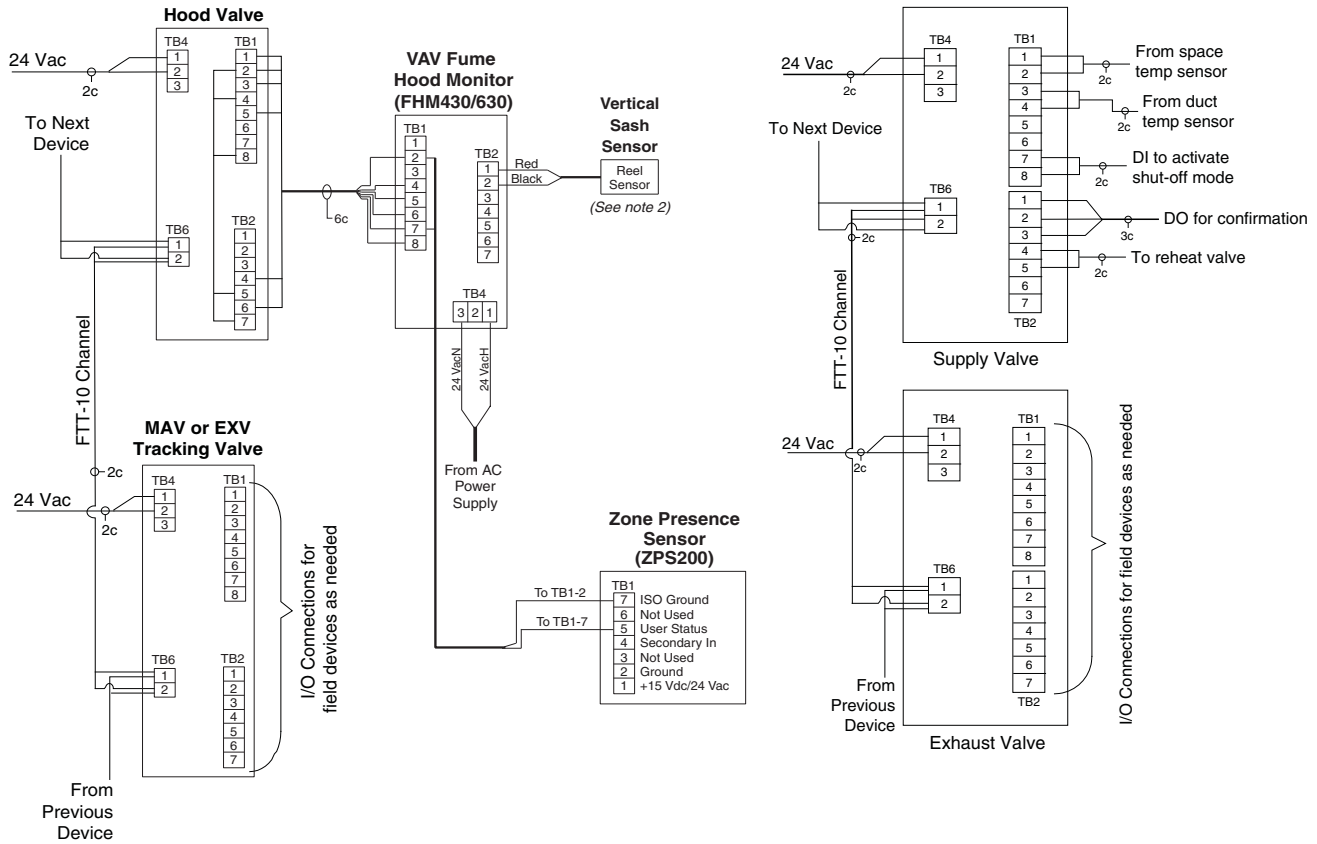 Hood Valve
TB4
1
2
3
TB1
1
2
3
4
5
6
7
8
24 Vac
2c
To Next
Device
TB6
1
2
TB2
1
2
3
4
5
6
7
FTT-10 Channel
2c
MAV or EXV
Tracking Valve
TB4
1
2
3
TB1
1
2
3
4
5
6
7
8
24 Vac
2c
TB6
1
2
TB2
1
2
3
4
5
6
7
I/O Connections for
field devices as needed
From
Previous
Device
6c
VAV Fume
Hood Monitor
(FHM430/630)
TB1
1
2
3
4
5
6
7
8
TB2
1
2
3
4
5
6
7
Red
Black
Vertical
Sash
Sensor
Reel
Sensor
(See note 2)
TB4
3 2 1
24 VacN
24 VacH
From AC
Power
Supply
Zone Presence
Sensor
(ZPS200)
To TB1-2
To TB1-7
TB1
7 ISO Ground
6 Not Used
5 User Status
4 Secondary In
3 Not Used
2 Ground
1 +15 Vdc/24 Vac
24 Vac
2c
TB4
1
2
3
TB1
1
2
3
4
5
6
7
8
From space
temp sensor
2c
From duct
temp sensor
2c
DI to activate
shut-off mode
2c
To Next Device
TB6
1
2
2c
1
2
3
4
5
6
7
TB2
DO for confirmation
3c
To reheat valve
2c
Supply Valve
FTT-10 Channel
24 Vac
2c
TB4
1
2
3
TB1
1
2
3
4
5
6
7
8
TB6
1
2
1
2
3
4
5
6
7
TB2
I/O Connections for field devices as needed
From
Previous
Device
Exhaust Valve